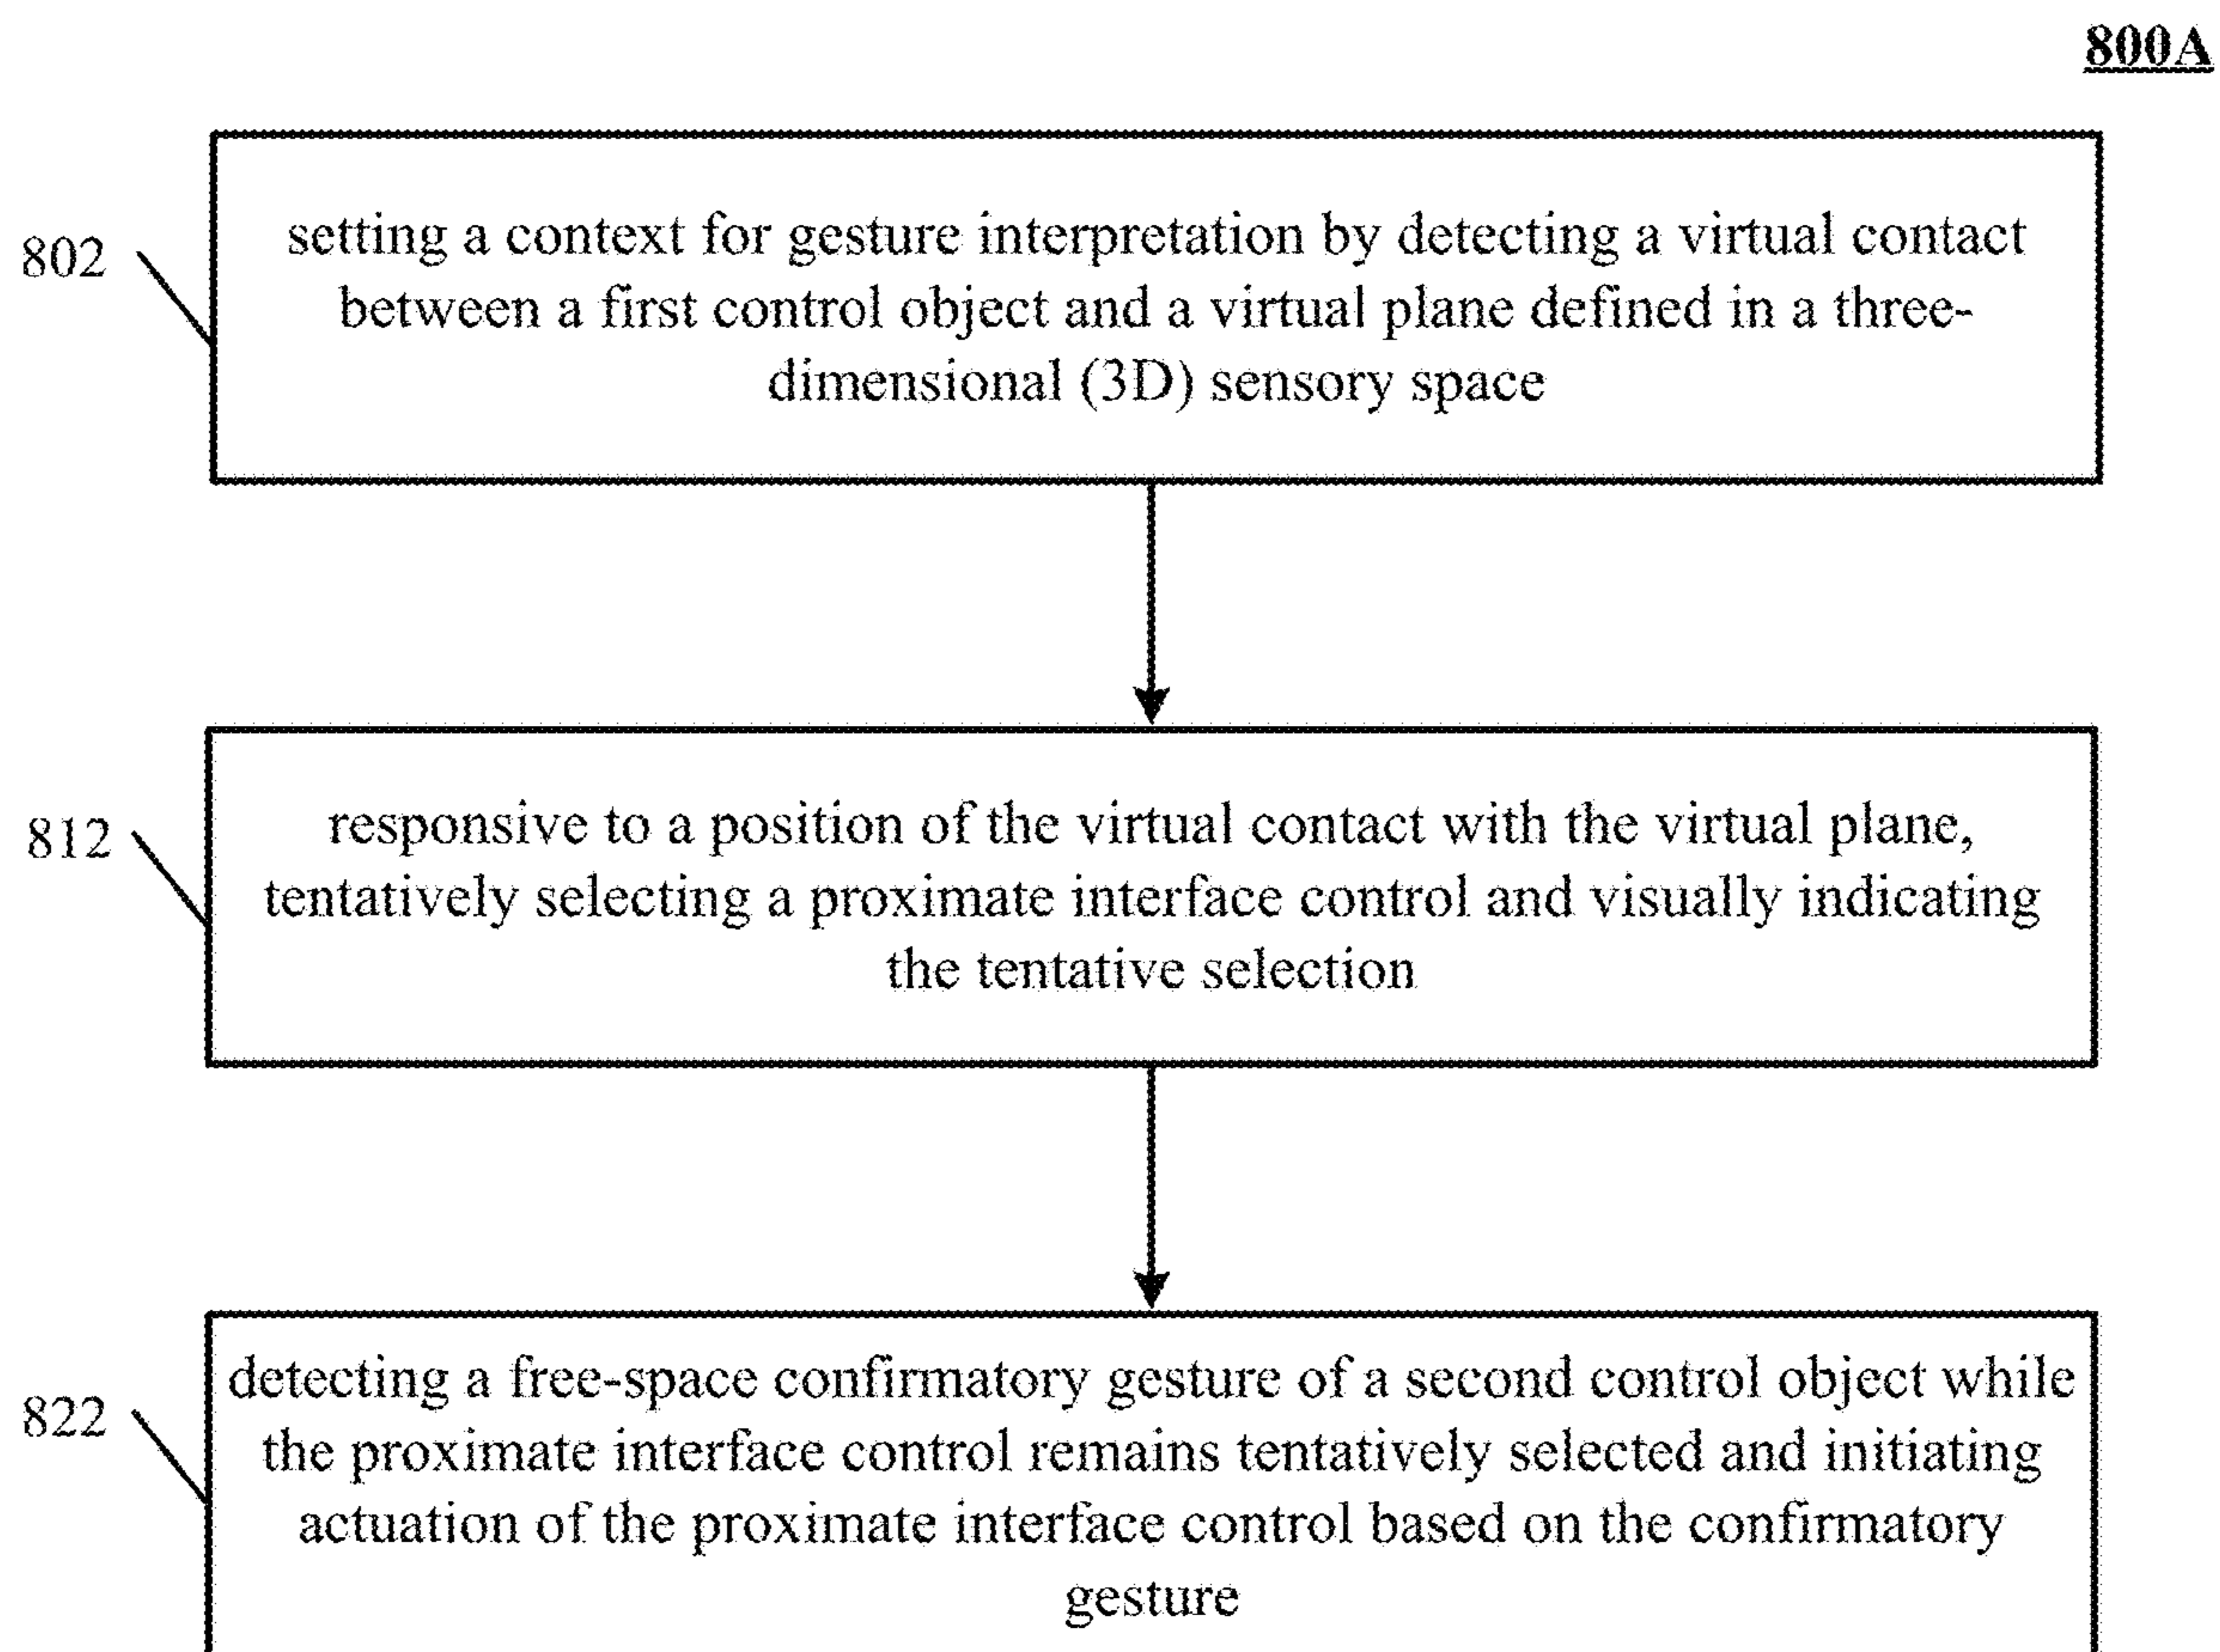 800A
802
setting a context for gesture interpretation by detecting a virtual contact
between a first control object and a virtual plane defined in a three-
dimensional (3D) sensory space
812
responsive to a position of the virtual contact with the virtual plane,
tentatively selecting a proximate interface control and visually indicating
the tentative selection
822
detecting a free-space confirmatory gesture of a second control object while
the proximate interface control remains tentatively selected and initiating
actuation of the proximate interface control based on the confirmatory
gesture